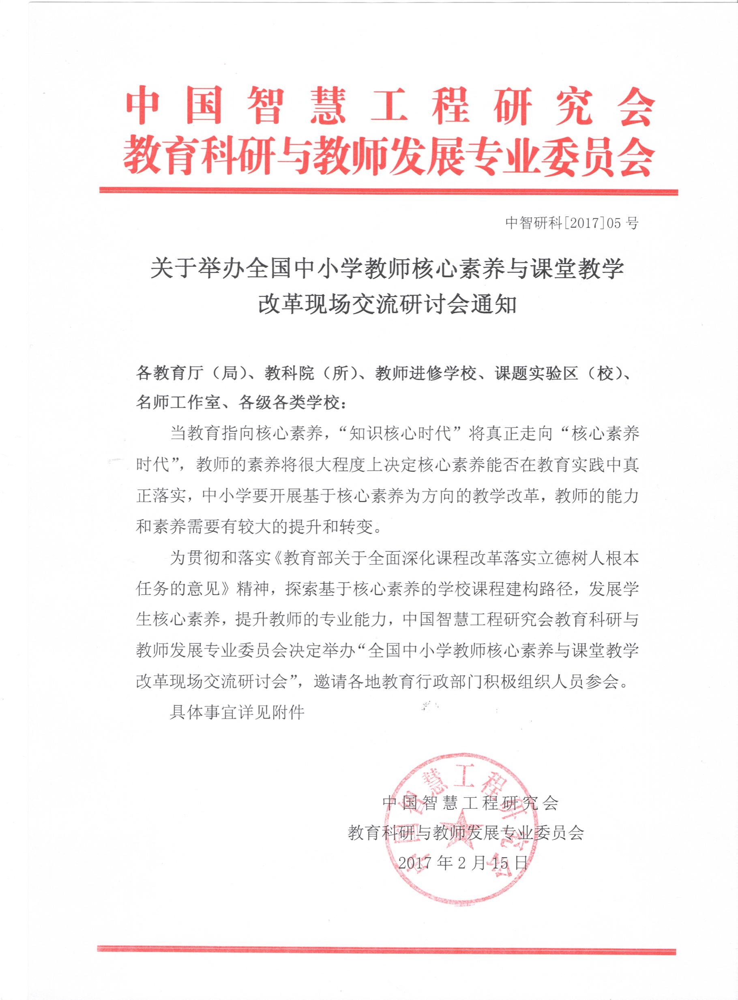 中国智慧工程研究会
教育科研与教师发展专业委员会
中智研科[2017]05 号
关于举办全国中小学教师核心素养与课堂教学
改革现场交流研讨会通知
各教育厅（局）、教科院（所）、教师进修学校、课题实验区（校）、
名师工作室、各级各类学校：
当教育指向核心素养，“知识核心时代”将真正走向“核心素养
时代”，教师的素养将很大程度上决定核心素养能否在教育实践中真
正落实，中小学要开展基于核心素养为方向的教学改革，教师的能力
和素养需要有较大的提升和转变。
为贯彻和落实《教育部关于全面深化课程改革落实立德树人根本
任务的意见》精神，探索基于核心素养的学校课程建构路径，发展学
生核心素养，提升教师的专业能力，中国智慧工程研究会教育科研与
教师发展专业委员会决定举办“全国中小学教师核心素养与课堂教学
改革现场交流研讨会”，邀请各地教育行政部门积极组织人员参会。
具体事宜详见附件
中国智慧工程研究会
中国智慧工程研究会
教育科研与教师发展专业委员会
2017 年 2 月 15 日